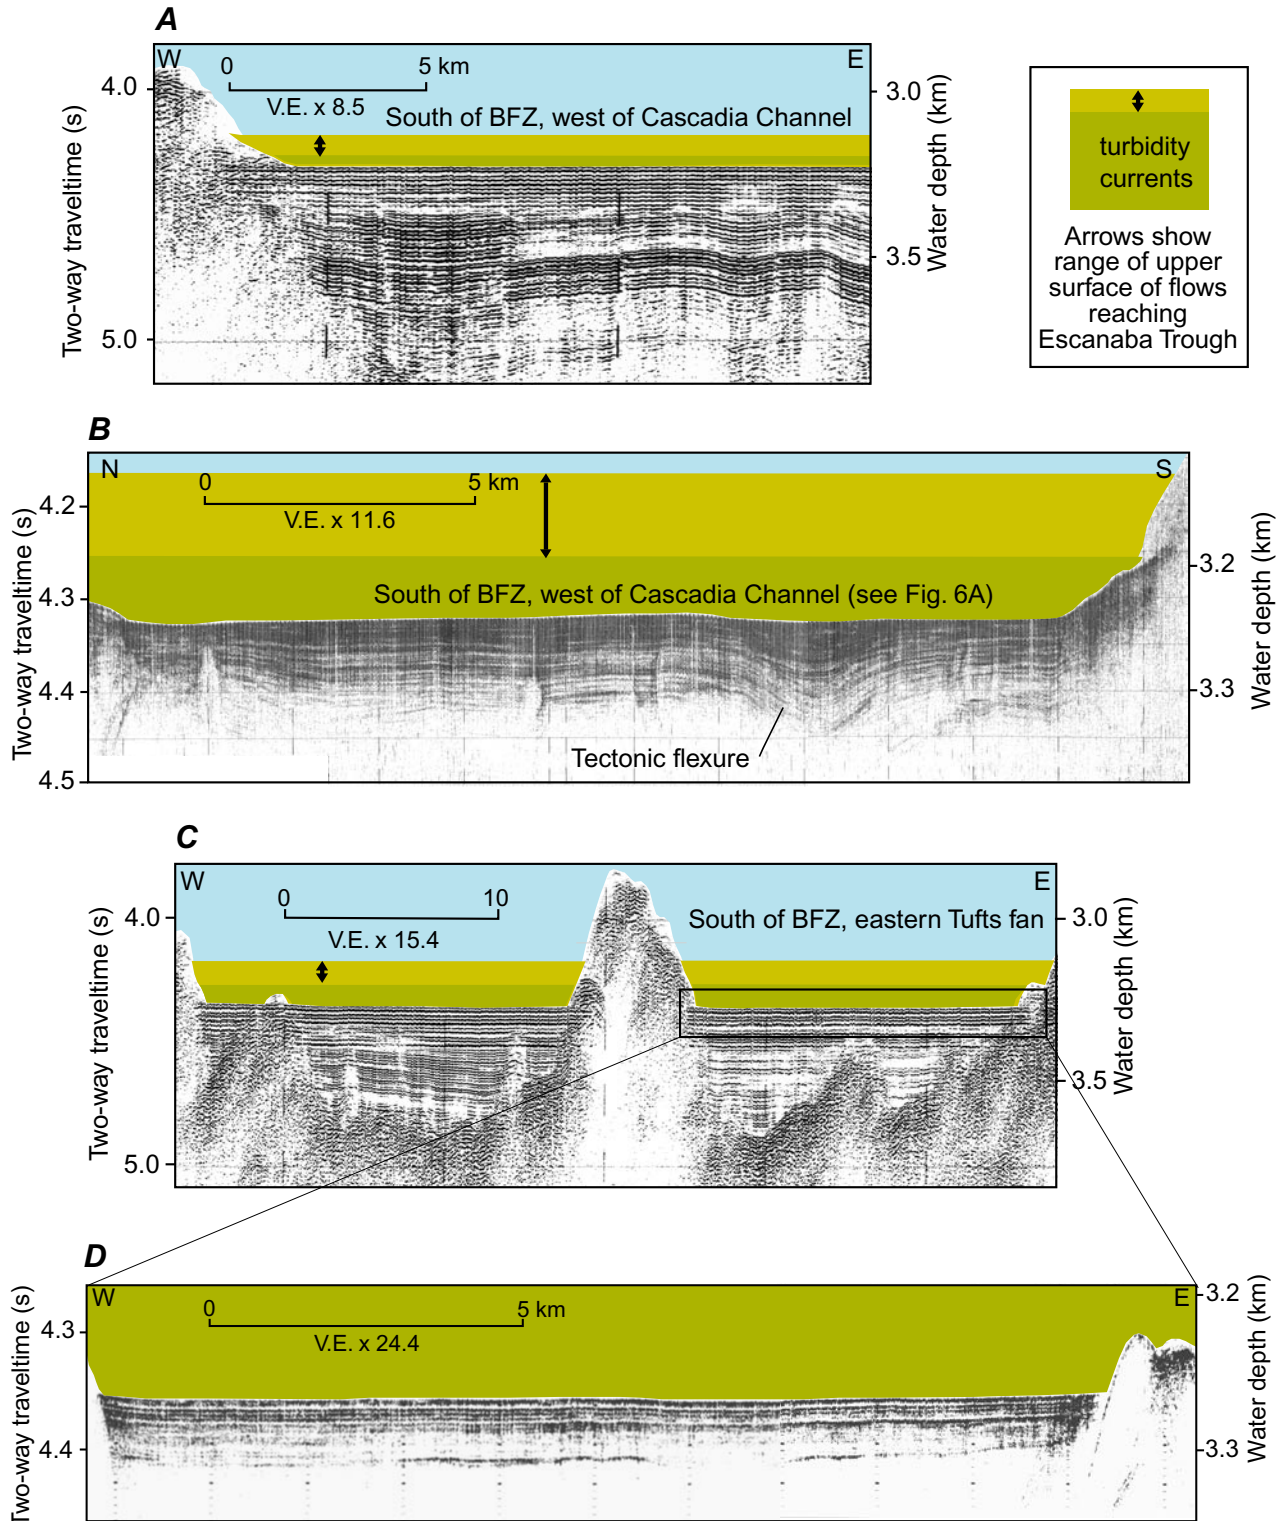 A
W
0
5 km
E
V.E. x 8.5
South of BFZ, west of Cascadia Channel
4.0
5.0
Two-way traveltime (s)
3.0
3.5
Water depth (km)
turbidity
currents
Arrows show
range of upper
surface of flows
reaching
Escanaba Trough
B
N
0
5 km
S
V.E. x 11.6
South of BFZ, west of Cascadia Channel (see Fig. 6A)
Tectonic flexure
4.2
4.3
4.4
4.5
Two-way traveltime (s)
3.2
3.3
Water depth (km)
C
W
0
10
E
V.E. x 15.4
South of BFZ, eastern Tufts fan
4.0
5.0
Two-way traveltime (s)
3.0
3.5
Water depth (km)
D
W
0
5 km
E
V.E. x 24.4
4.3
4.4
Two-way traveltime (s)
3.2
3.3
Water depth (km)